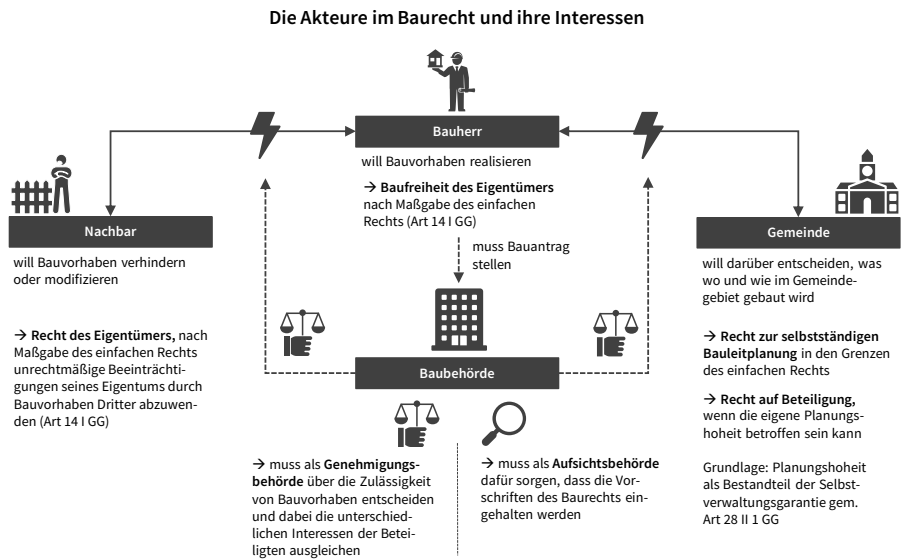 Die Akteure im Baurecht und ihre Interessen
Bauherr
will Bauvorhaben realisieren
→ Baufreiheit des Eigentümers
nach Maßgabe des einfachen
Rechts (Art 14 I GG)
muss Bauantrag
stellen
Nachbar
will Bauvorhaben verhindern
oder modifizieren
→ Recht des Eigentümers, nach
Maßgabe des einfachen Rechts
unrechtmäßige Beeinträchti-
gungen seines Eigentums durch
Bauvorhaben Dritter abzuwen-
den (Art 14 I GG)
Gemeinde
will darüber entscheiden, was
wo und wie im Gemeinde-
gebiet gebaut wird
→ Recht zur selbstständigen
Bauleitplanung in den Grenzen
des einfachen Rechts
→ Recht auf Beteiligung,
wenn die eigene Planungs-
hoheit betroffen sein kann
Grundlage: Planungshoheit
als Bestandteil der Selbst-
verwaltungsgarantie gem.
Art 28 II 1 GG
Baubehörde
→ muss als Genehmigungs-
behörde über die Zulässigkeit
von Bauvorhaben entscheiden
und dabei die unterschied-
lichen Interessen der Betei-
ligten ausgleichen
→ muss als Aufsichtsbehörde
dafür sorgen, dass die Vor-
schriften des Baurechts ein-
gehalten werden